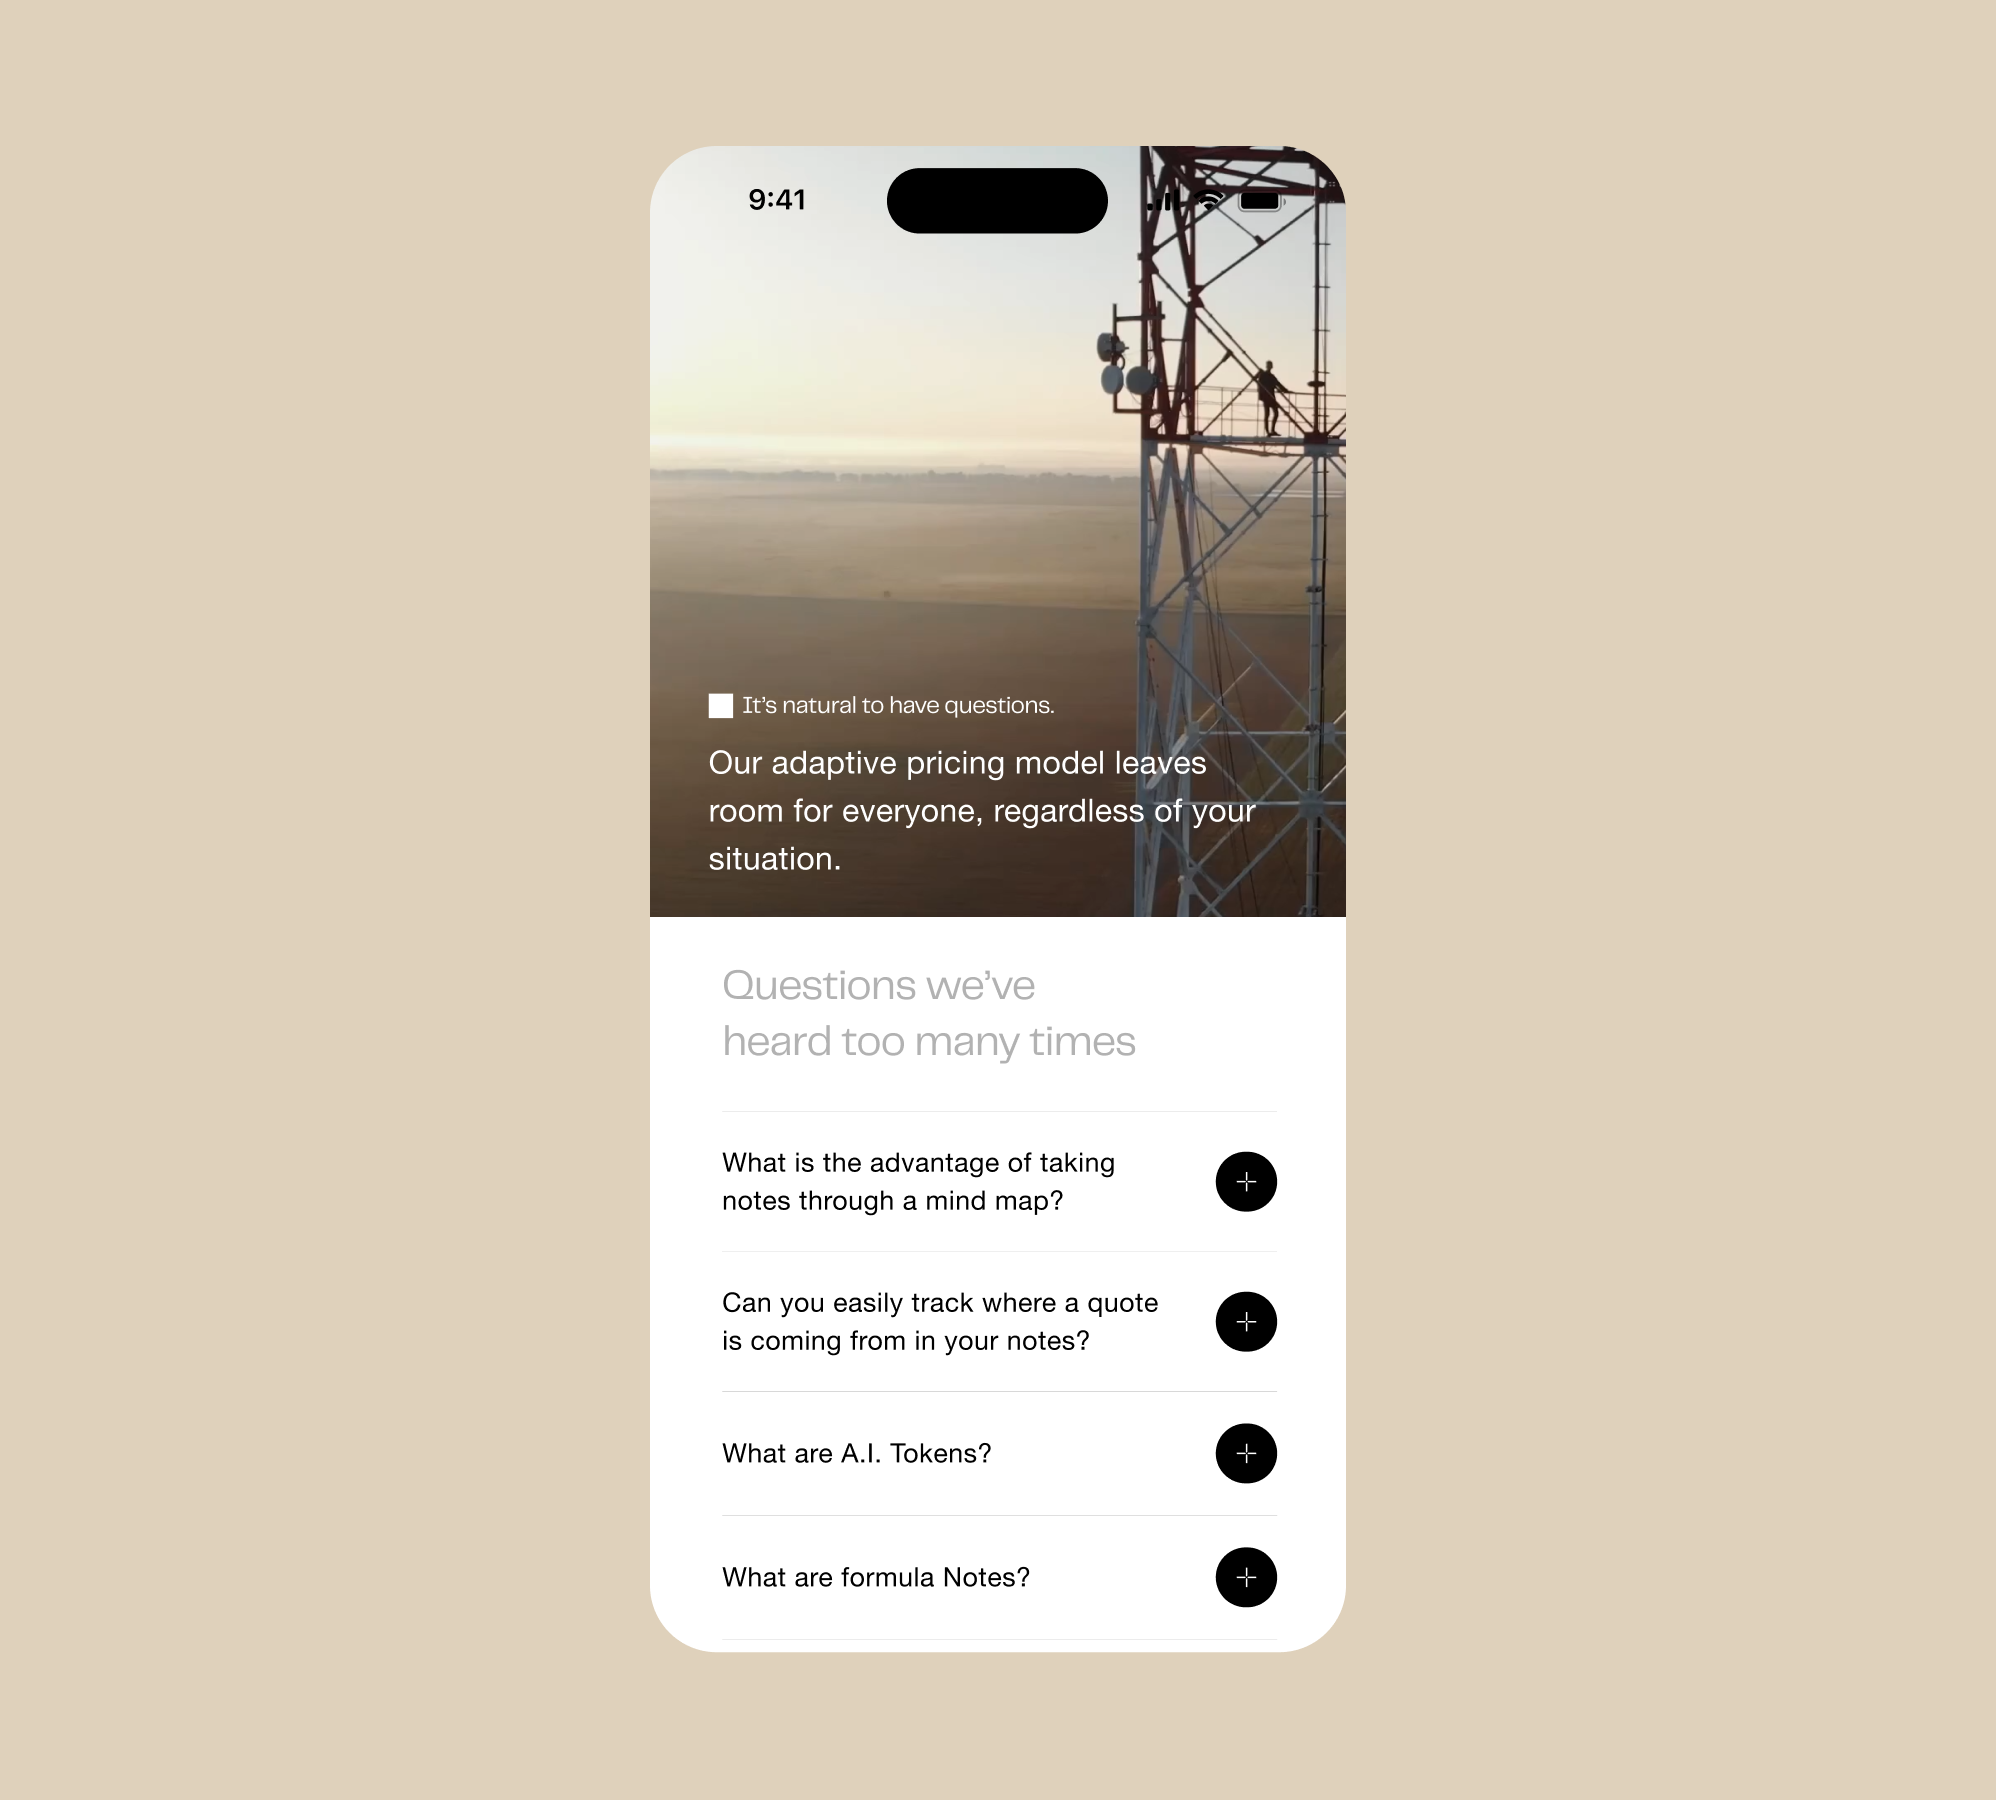 9:41
It’s natural to have questions.
Our adaptive pricing model leaves
room for everyone, regardless of your
situation.
Questions we’ve
heard too many times
What is the advantage of taking
notes through a mind map?
Can you easily track where a quote
is coming from in your notes?
What are A.I. Tokens?
What are formula Notes?